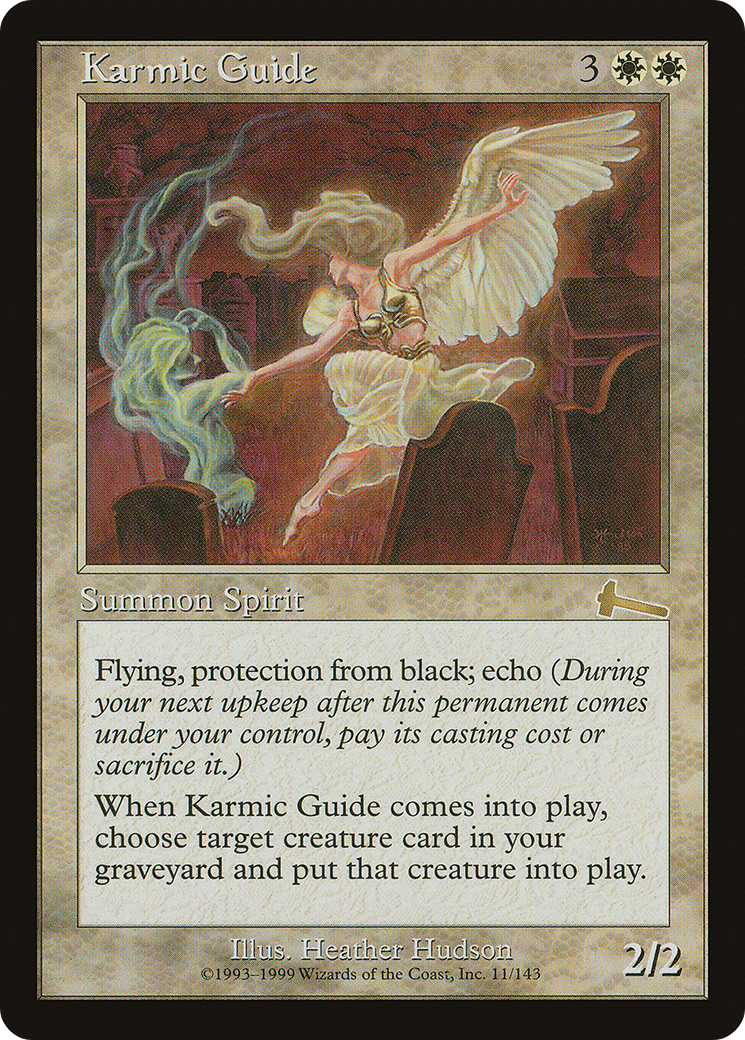 Karmic Guide 3
Summon Spirit
Flying, protection from black; echo (During
your next upkeep after this permanent comes
under your control, pay its casting cost or
sacrifice it.)
When Karmic Guide comes into play,
choose target creature card in your
graveyard and put that creature into play.
Illus. Heather Hudson
©1993–1999 Wizards of the Coast, Inc. 11/143
2/2